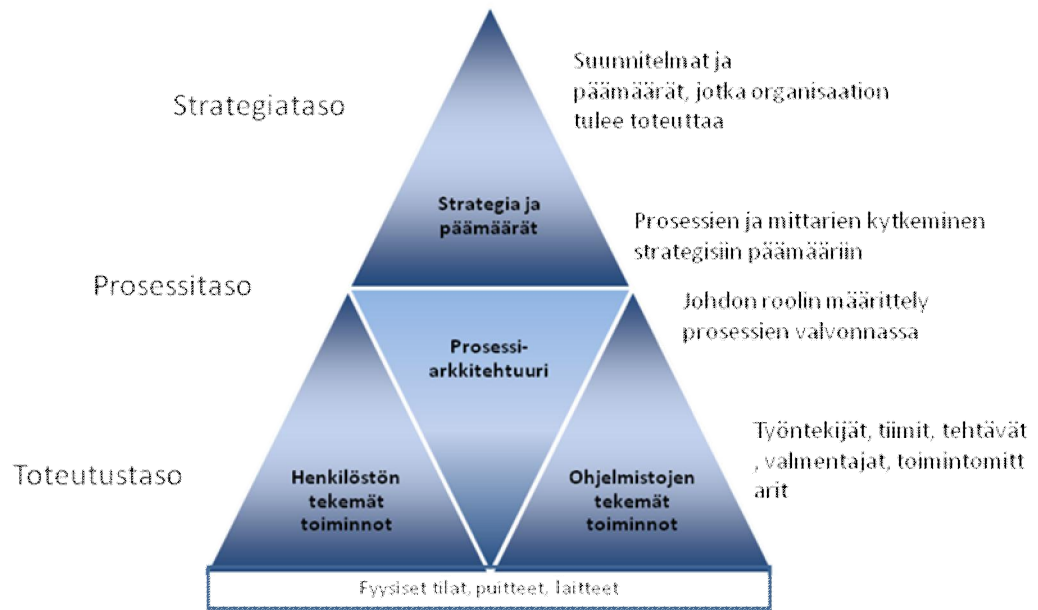 Suunnitelmat ja
päämäärät, jotka organisaation
tulee toteuttaa
Strategiataso
Strategia ja
päämäärät
Prosessien ja mittarien kytkeminen
strategisiin päämääriin
Prosessitaso
Johdon roolin määrittely
prosessien valvonnassa
Prosessi-
arkkitehtuuri
Työntekijät, tiimit, tehtävät
, valmentajat, toimintomitt
arit
Toteutustaso
Henkilöstön
tekemät
toiminnot
Ohjelmistojen
tekemät
toiminnot
Fyysiset tilat, puitteet, laitteet